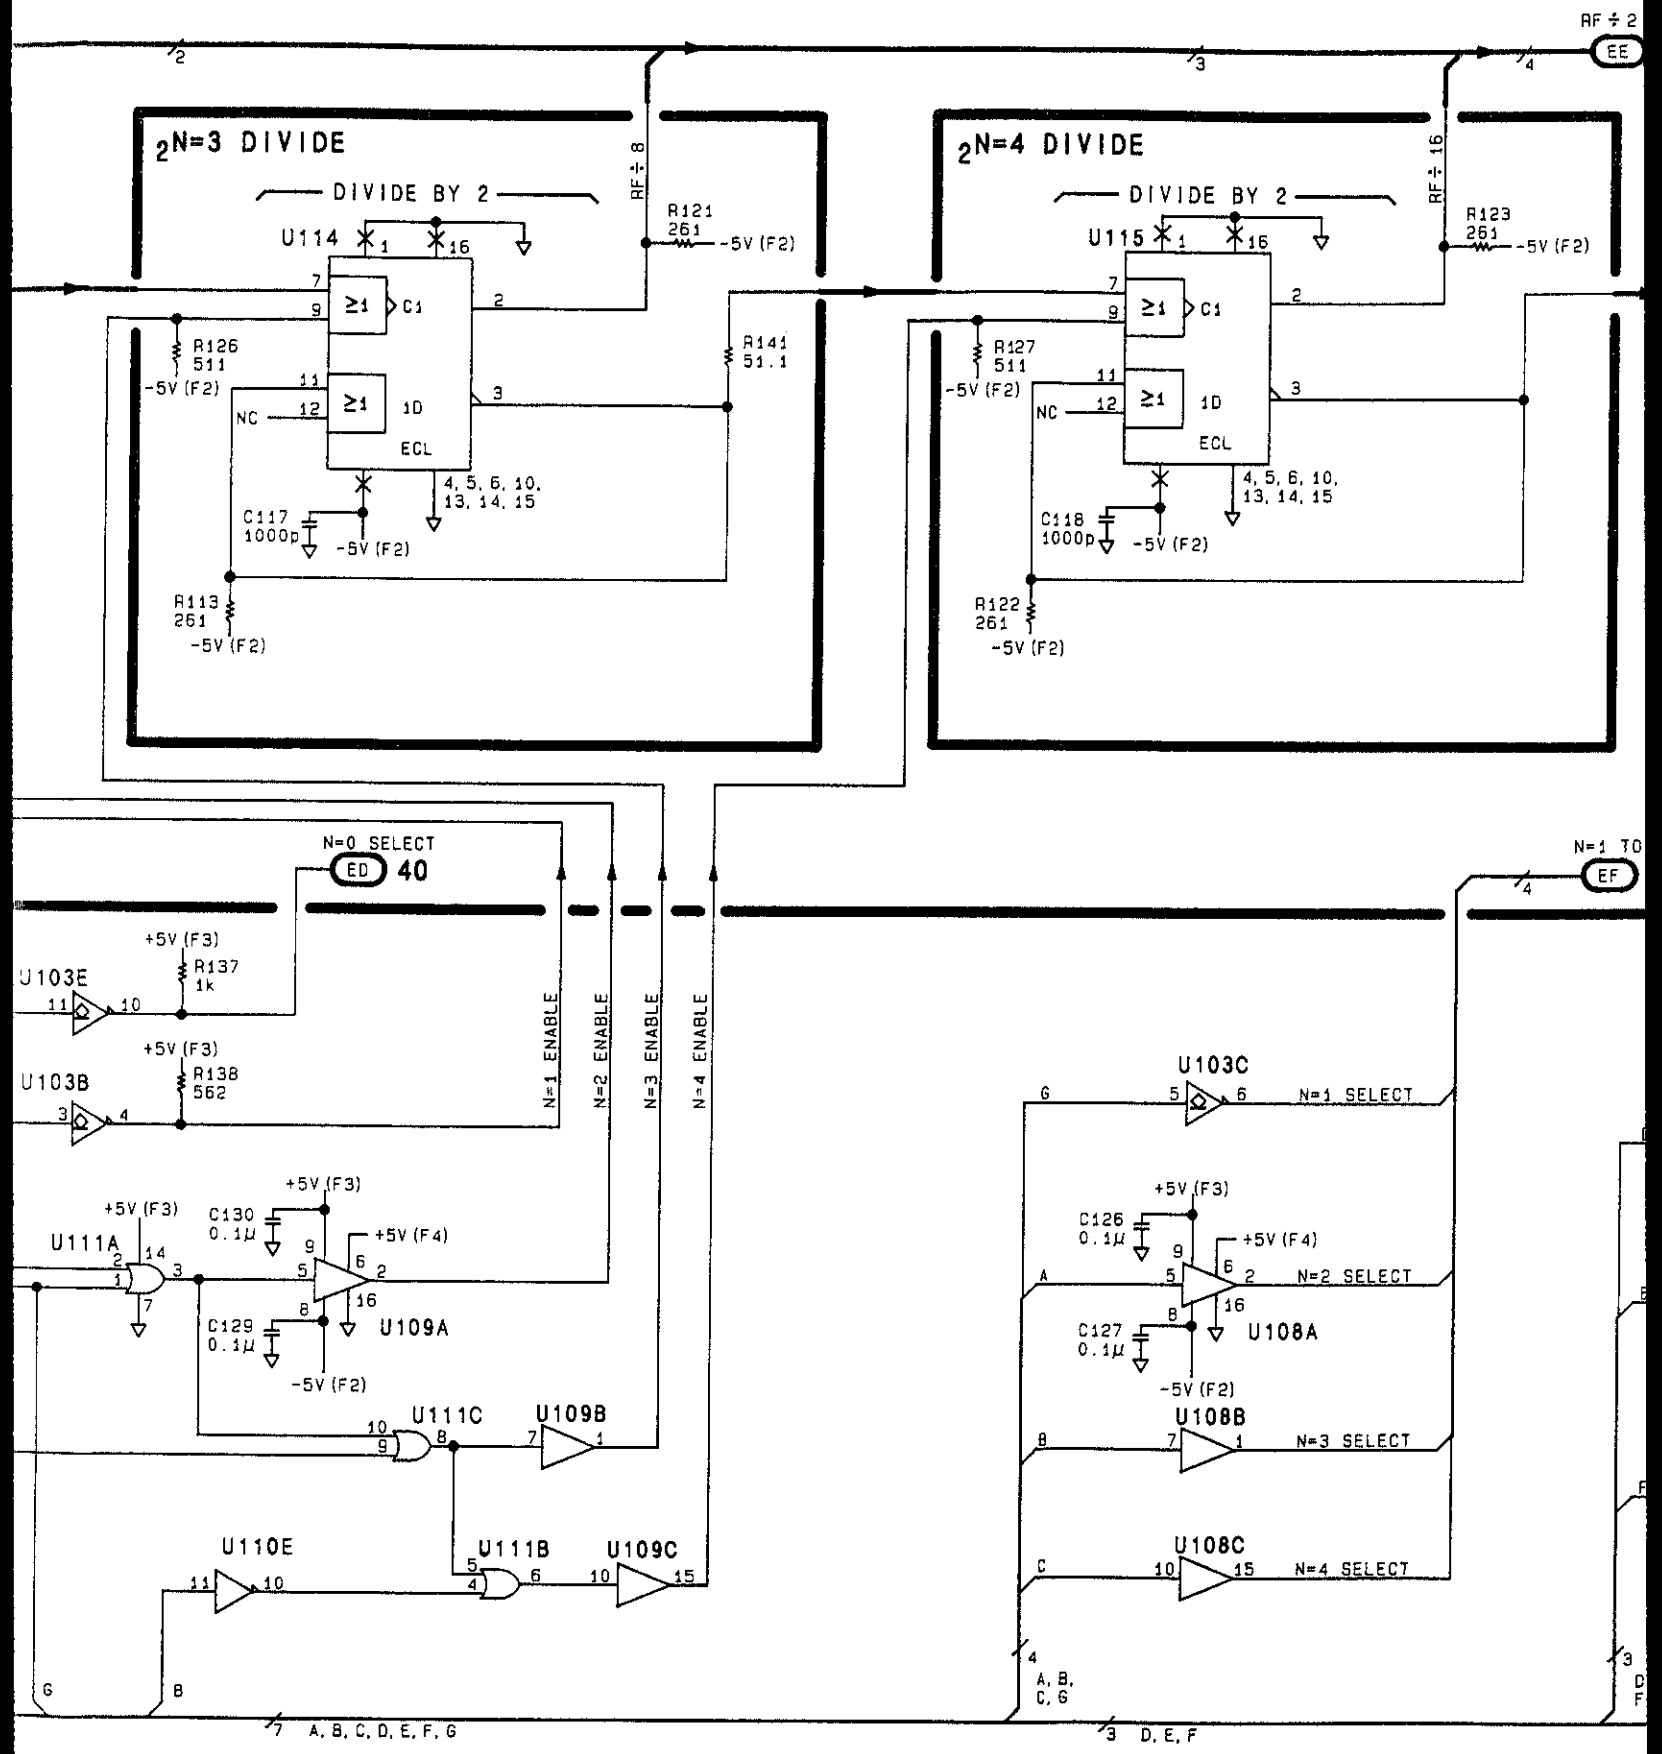 RF ÷ 2
EE
2
3
4
2N=3 DIVIDE
DIVIDE BY 2
U114
1
16
7
9
≥1
C1
2
11
12
≥1
1D
3
ECL
NC
4, 5, 6, 10,
13, 14, 15
R126
511
-5V (F2)
C117
1000p
-5V (F2)
R113
261
-5V (F2)
RF ÷ 8
R121
261
-5V (F2)
R141
51.1
2N=4 DIVIDE
DIVIDE BY 2
U115
1
16
7
9
≥1
C1
2
11
12
≥1
1D
3
ECL
NC
4, 5, 6, 10,
13, 14, 15
R127
511
-5V (F2)
C118
1000p
-5V (F2)
R122
261
-5V (F2)
RF ÷ 16
R123
261
-5V (F2)
N=0 SELECT
ED 40
N=1 TO
EF
4
+5V (F3)
R137
1k
U103E
11
10
+5V (F3)
R138
562
U103B
3
4
N=1 ENABLE
N=2 ENABLE
N=3 ENABLE
N=4 ENABLE
+5V (F3)
U111A
14
2
1
3
7
+5V (F3)
C130
0.1µ
9
6
+5V (F4)
5
2
8
16
C129
0.1µ
U109A
-5V (F2)
U111C
10
9
8
U109B
7
1
U110E
11
10
U111B
5
4
6
U109C
10
15
G
B
7
A, B, C, D, E, F, G
U103C
G
5
6
N=1 SELECT
+5V (F3)
C126
0.1µ
9
6
+5V (F4)
A
5
2
N=2 SELECT
8
16
C127
0.1µ
U108A
-5V (F2)
U108B
B
7
1
N=3 SELECT
U108C
C
10
15
N=4 SELECT
4
A, B,
C, G
3
D, E, F
3
D
F